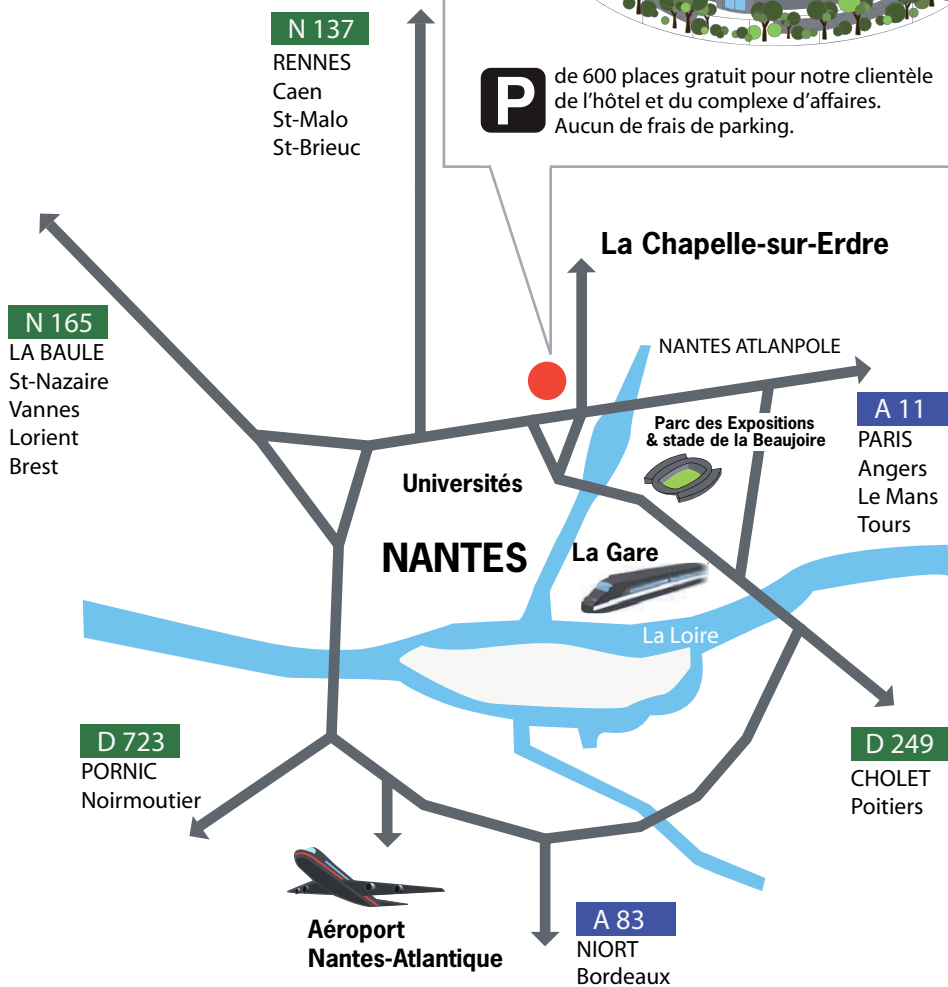 N 137
RENNES
Caen
St-Malo
St-Brieuc
P
de 600 places gratuit pour notre clientèle
de l'hôtel et du complexe d'affaires.
Aucun de frais de parking.
La Chapelle-sur-Erdre
N 165
LA BAULE
St-Nazaire
Vannes
Lorient
Brest
NANTES ATLANPOLE
A 11
PARIS
Angers
Le Mans
Tours
Parc des Expositions
& stade de la Beaujoire
Universités
NANTES
La Gare
La Loire
D 723
PORNIC
Noirmoutier
D 249
CHOLET
Poitiers
Aéroport
Nantes-Atlantique
A 83
NIORT
Bordeaux